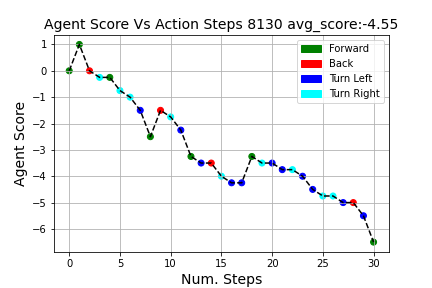 Agent Score Vs Action Steps 8130 avg_score:-4.55
1
0
−1
−2
−3
−4
−5
−6
Agent Score
Forward
Back
Turn Left
Turn Right
0 5 10 15 20 25 30
Num. Steps